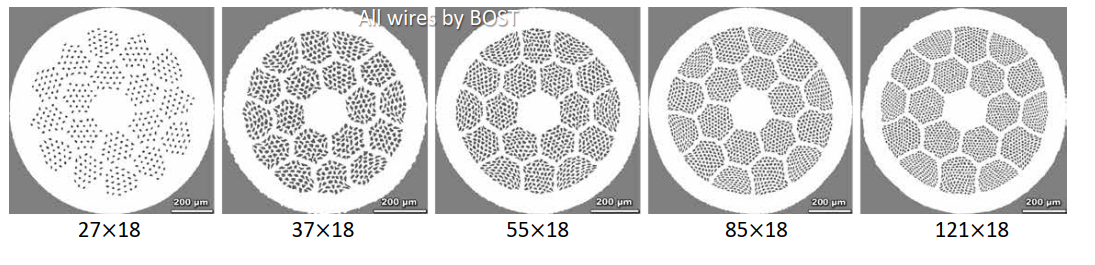 All wires by BOST
200 µm 200 µm 200 µm 200 µm 200 µm
27×18 37×18 55×18 85×18 121×18